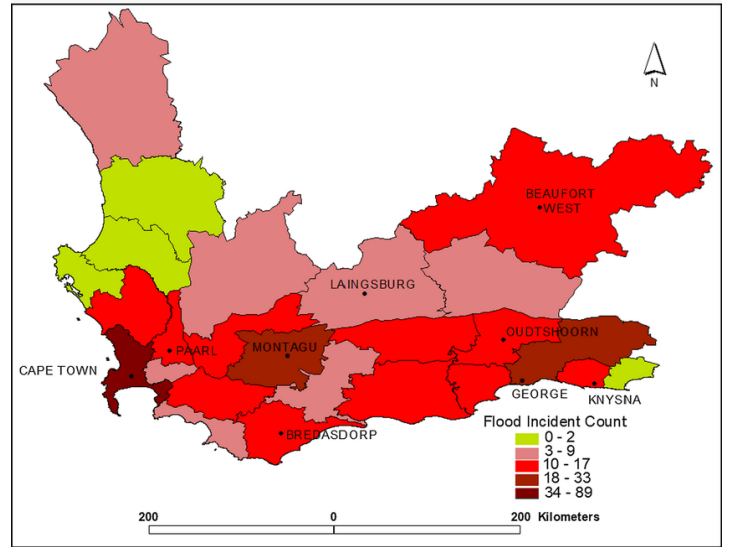 N
BEAUFORT
WEST
LAINGSBURG
OUDTSHOORN
MONTAGU
PAARL
CAPE TOWN
GEORGE
KNYSNA
BREDASDORP
Flood Incident Count
0 - 2
3 - 9
10 - 17
18 - 33
34 - 89
200 0 200 Kilometers